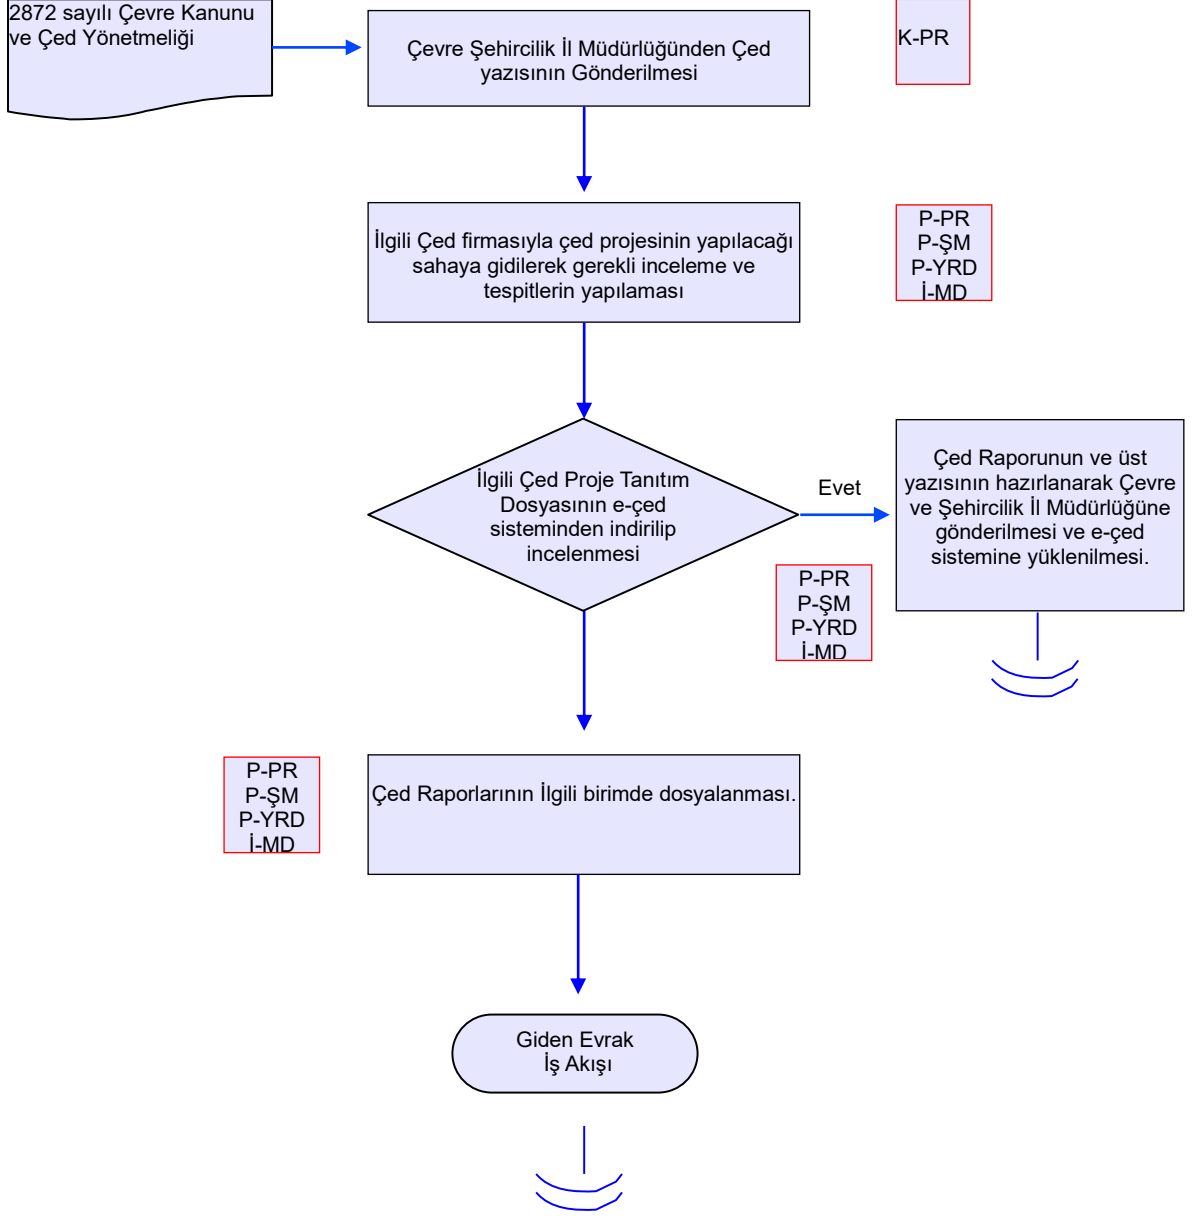 2872 sayılı Çevre Kanunu
ve Çed Yönetmeliği
Çevre Şehircilik İl Müdürlüğünden Çed
yazısının Gönderilmesi
K-PR
İlgili Çed firmasıyla çed projesinin yapılacağı
sahaya gidilerek gerekli inceleme ve
tespitlerin yapılaması
P-PR
P-ŞM
P-YRD
İ-MD
İlgili Çed Proje Tanıtım
Dosyasının e-çed
sisteminden indirilip
incelenmesi
Evet
Çed Raporunun ve üst
yazısının hazırlanarak Çevre
ve Şehircilik İl Müdürlüğüne
gönderilmesi ve e-çed
sistemine yüklenilmesi.
P-PR
P-ŞM
P-YRD
İ-MD
P-PR
P-ŞM
P-YRD
İ-MD
Çed Raporlarının İlgili birimde dosyalanması.
Giden Evrak
İş Akışı